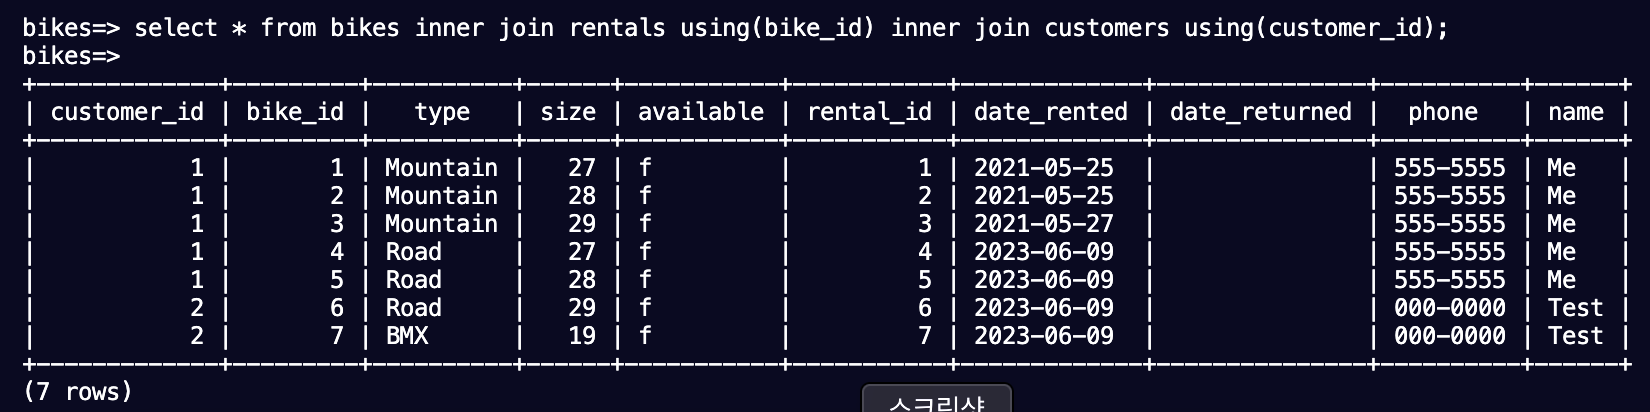 bikes=> select * from bikes inner join rentals using(bike_id) inner join customers using(customer_id);
bikes=>
+-------------+---------+----------+------+-----------+-----------+-------------+---------------+----------+------+
| customer_id | bike_id |   type   | size | available | rental_id | date_rented | date_returned |  phone   | name |
+-------------+---------+----------+------+-----------+-----------+-------------+---------------+----------+------+
|           1 |       1 | Mountain |   27 | f         |         1 | 2021-05-25  |               | 555-5555 | Me   |
|           1 |       2 | Mountain |   28 | f         |         2 | 2021-05-25  |               | 555-5555 | Me   |
|           1 |       3 | Mountain |   29 | f         |         3 | 2021-05-27  |               | 555-5555 | Me   |
|           1 |       4 | Road     |   27 | f         |         4 | 2023-06-09  |               | 555-5555 | Me   |
|           1 |       5 | Road     |   28 | f         |         5 | 2023-06-09  |               | 555-5555 | Me   |
|           2 |       6 | Road     |   29 | f         |         6 | 2023-06-09  |               | 000-0000 | Test |
|           2 |       7 | BMX      |   19 | f         |         7 | 2023-06-09  |               | 000-0000 | Test |
+-------------+---------+----------+------+-----------+-----------+-------------+---------------+----------+------+
(7 rows)
스크린샷